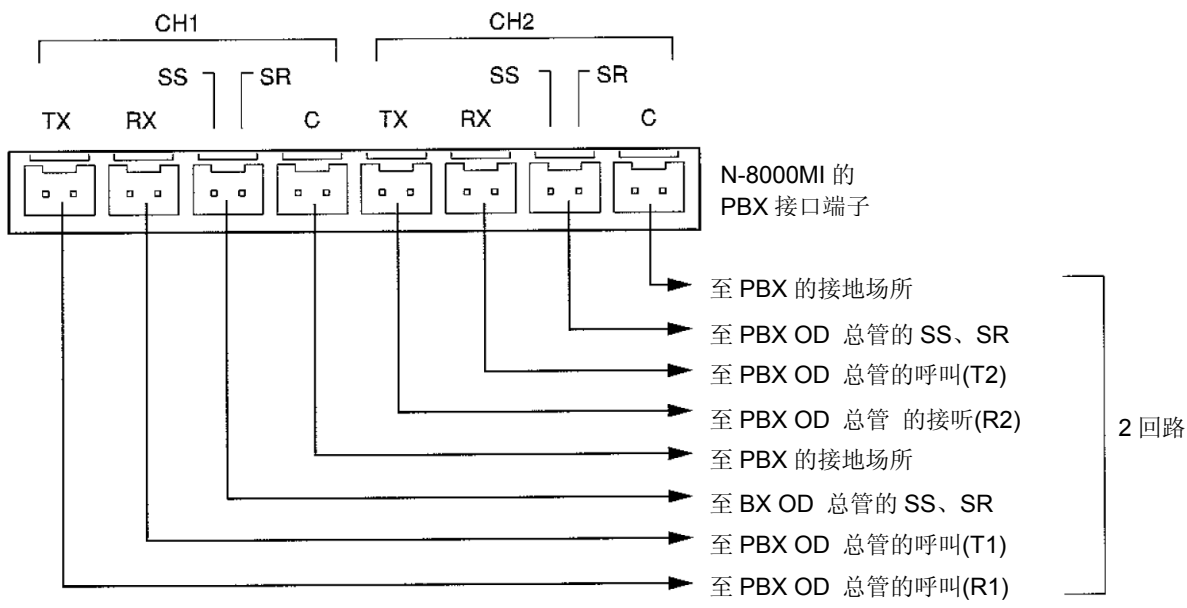 CH1 CH2
SS SR SS SR
TX RX C TX RX C
N-8000MI 的
PBX 接口端子
至 PBX 的接地场所
至 PBX OD 总管的 SS、SR
至 PBX OD 总管的呼叫(T2)
至 PBX OD 总管 的接听(R2)
2 回路
至 PBX 的接地场所
至 BX OD 总管的 SS、SR
至 PBX OD 总管的呼叫(T1)
至 PBX OD 总管的呼叫(R1)